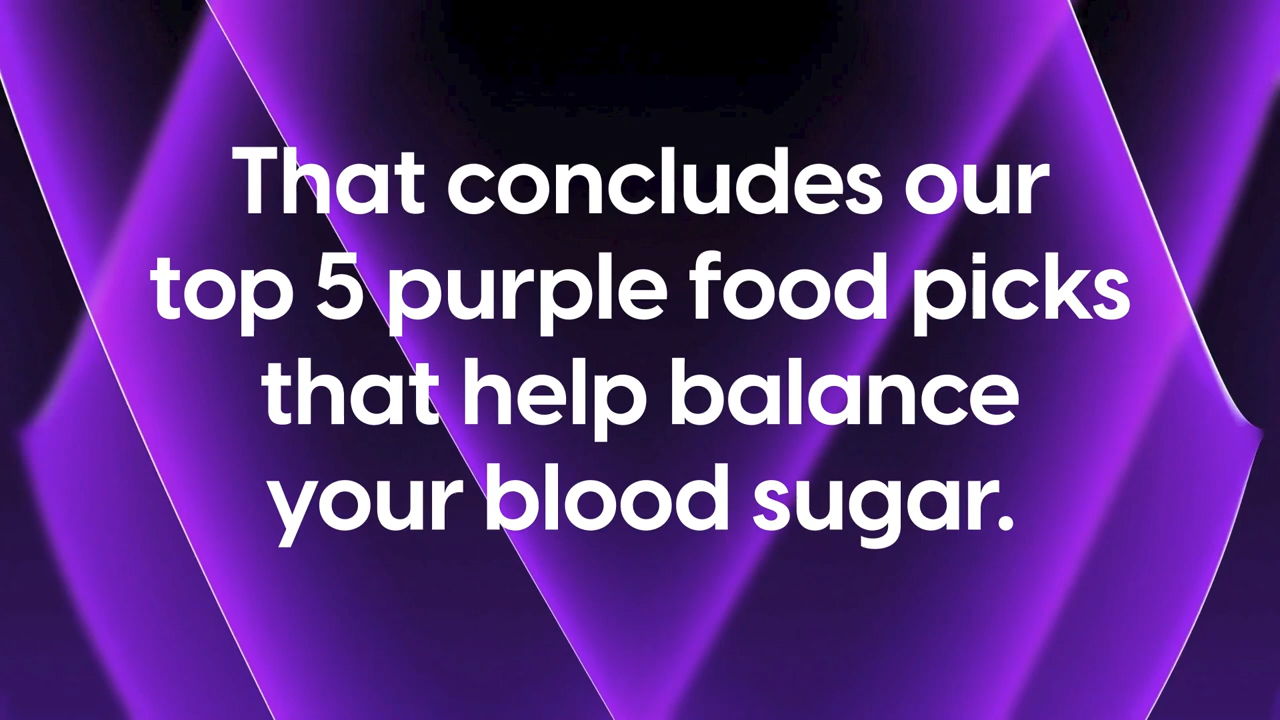 That concludes our
top 5 purple food picks
that help balance
your blood sugar.